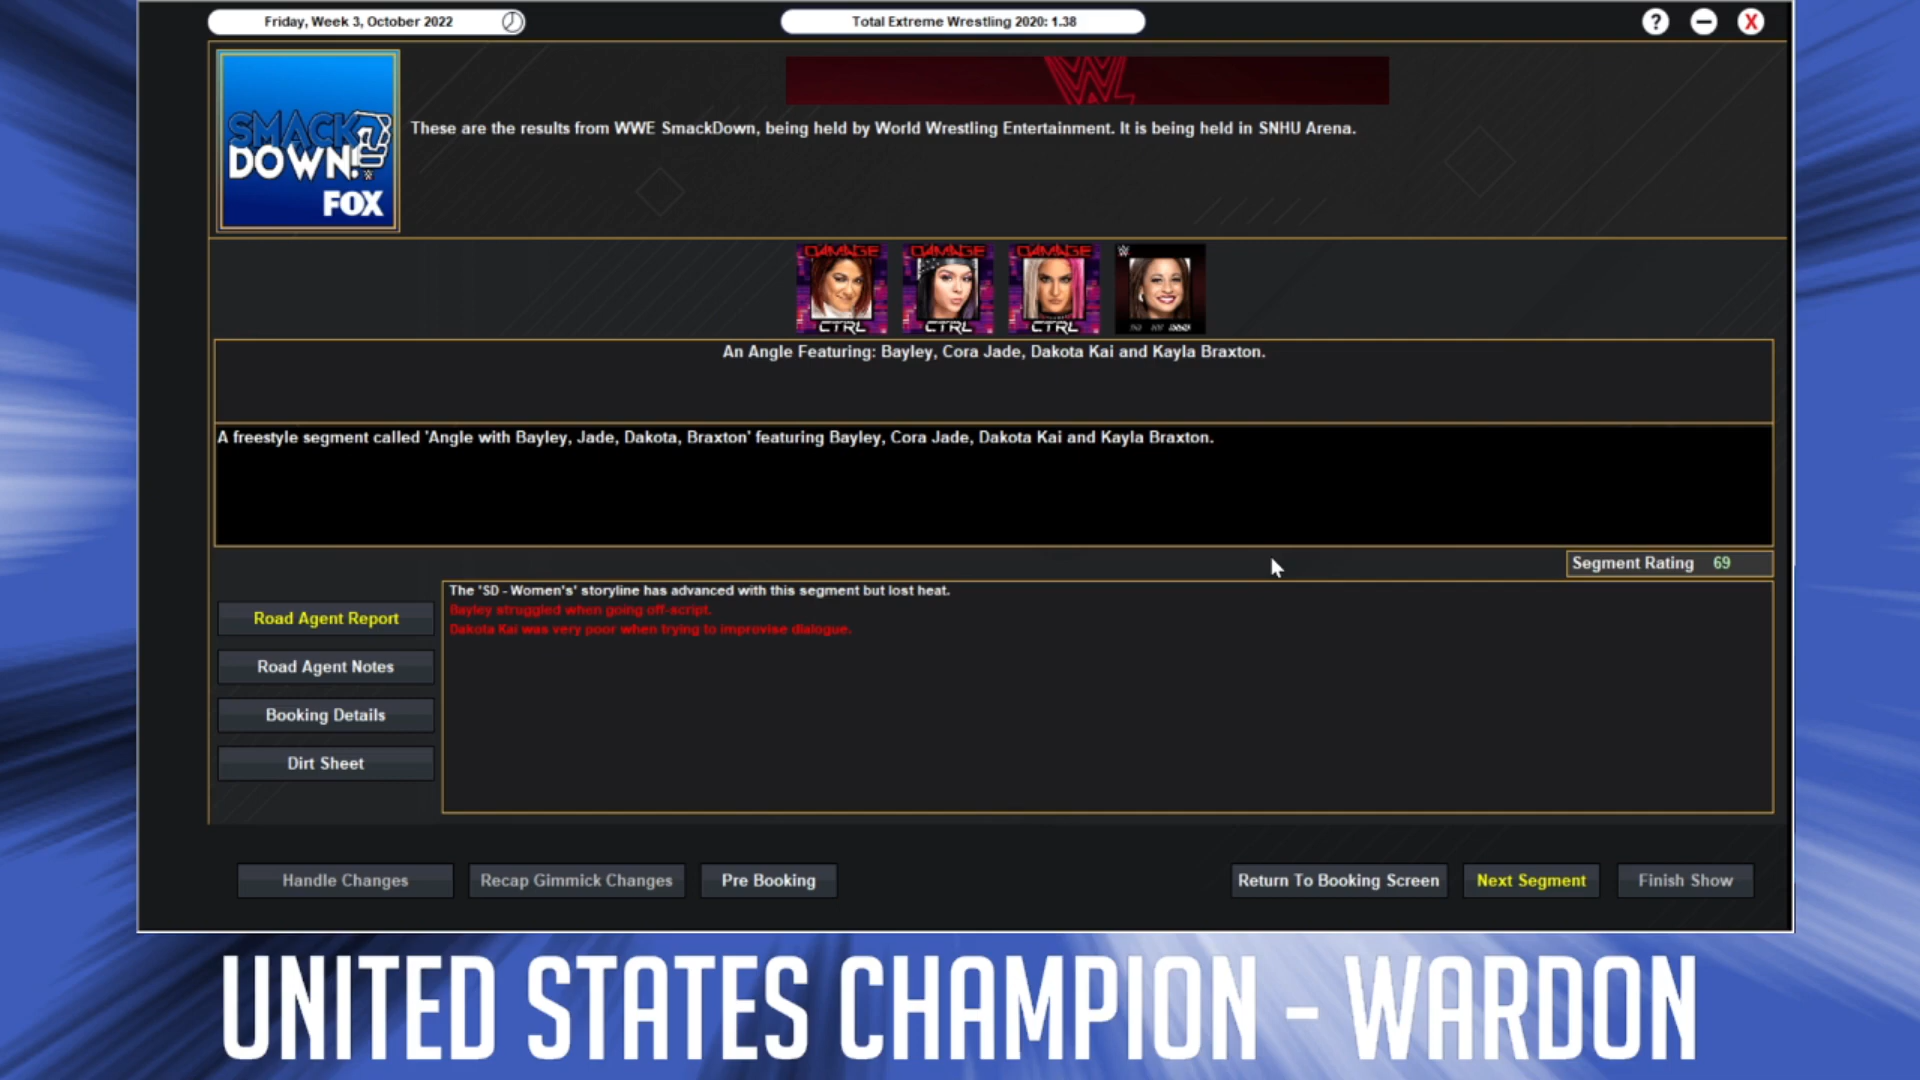 Friday, Week 3, October 2022
Total Extreme Wrestling 2020: 1.38
?
X
SMACK
DOWN!
FOX
These are the results from WWE SmackDown, being held by World Wrestling Entertainment. It is being held in SNHU Arena.
DAMAGE DAMAGE DAMAGE W
CTRL CTRL CTRL
An Angle Featuring: Bayley, Cora Jade, Dakota Kai and Kayla Braxton.
A freestyle segment called 'Angle with Bayley, Jade, Dakota, Braxton' featuring Bayley, Cora Jade, Dakota Kai and Kayla Braxton.
Segment Rating 69
The 'SD - Women's' storyline has advanced with this segment but lost heat.
Bayley struggled when going off-script.
Dakota Kai was very poor when trying to improvise dialogue.
Road Agent Report
Road Agent Notes
Booking Details
Dirt Sheet
Handle Changes
Recap Gimmick Changes
Pre Booking
Return To Booking Screen
Next Segment
Finish Show
UNITED STATES CHAMPION - WARDON